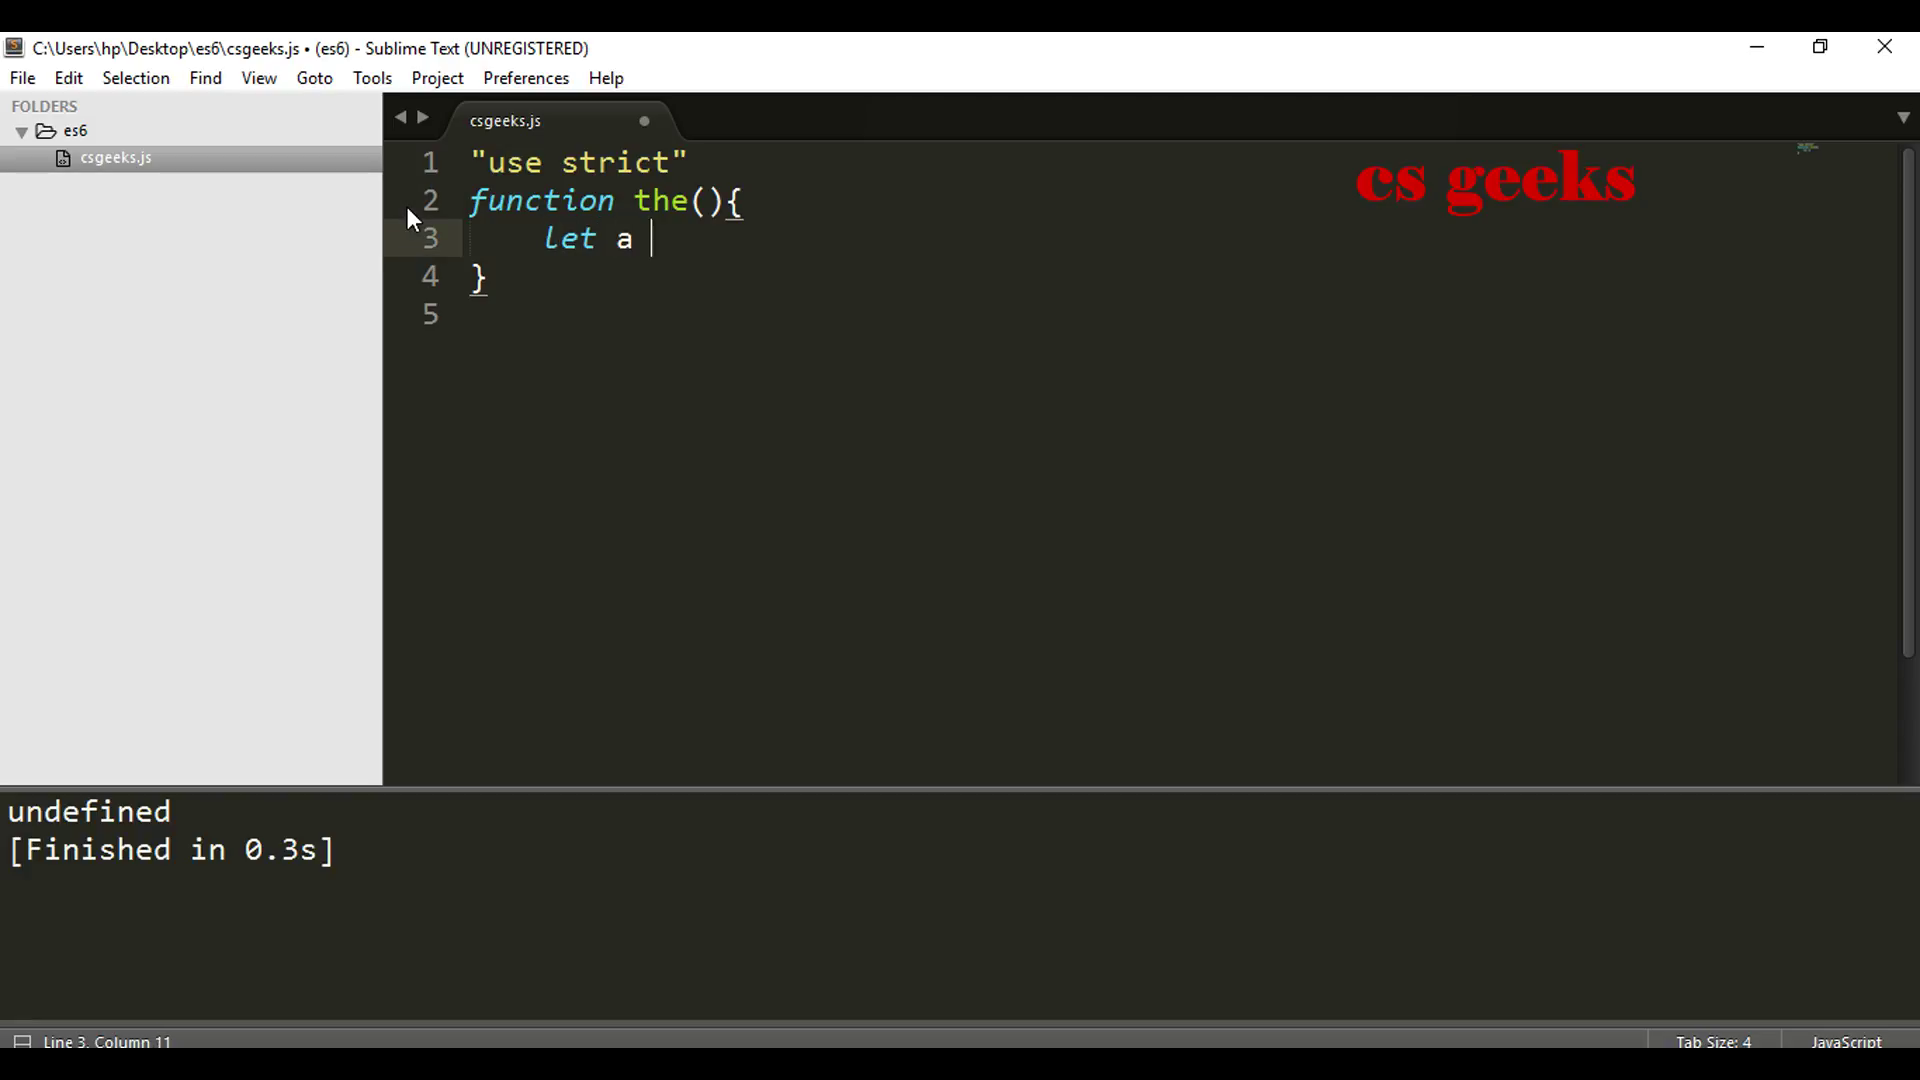 C:\Users\hp\Desktop\es6\csgeeks.js • (es6) - Sublime Text (UNREGISTERED)
File Edit Selection Find View Goto Tools Project Preferences Help
FOLDERS
es6
csgeeks.js
csgeeks.js
cs geeks
1 "use strict"
2 function the(){
3     let a
4 }
5
undefined
[Finished in 0.3s]
Line 3, Column 11 Tab Size: 4 JavaScript